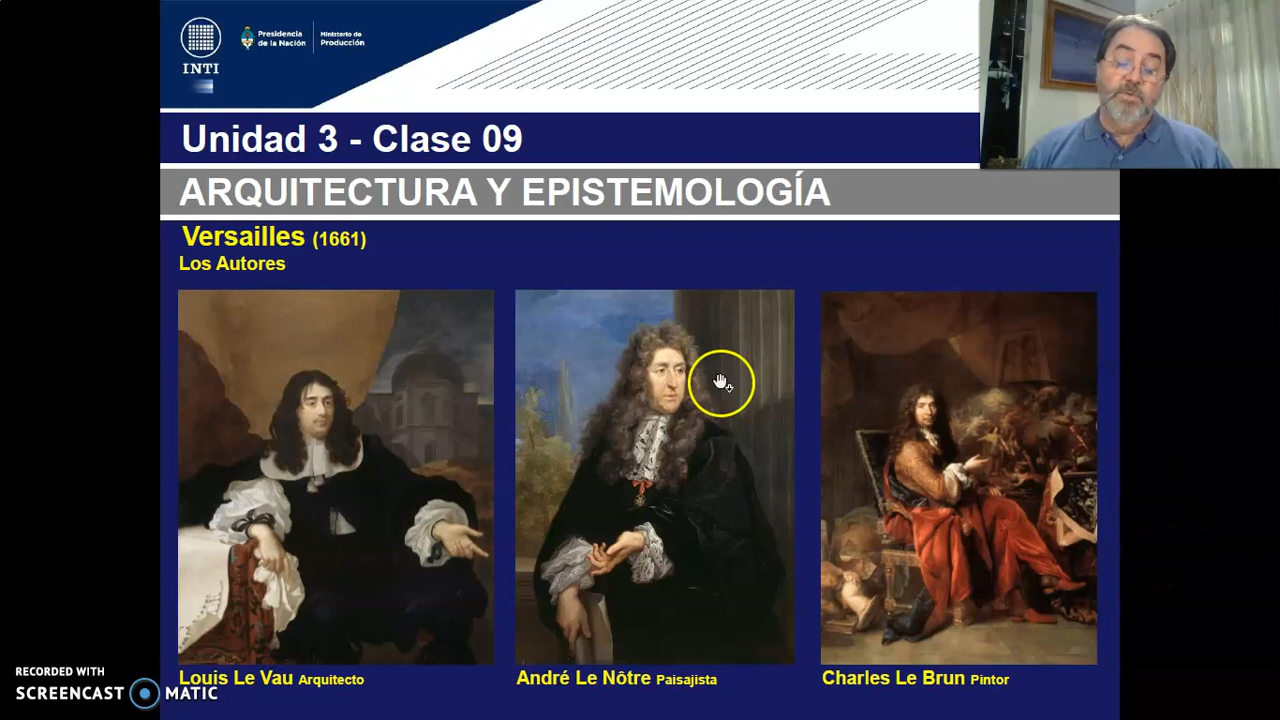 INTI
Presidencia
de la Nación
Ministerio de
Producción
Unidad 3 - Clase 09
ARQUITECTURA Y EPISTEMOLOGÍA
Versailles (1661)
Los Autores
Louis Le Vau Arquitecto
André Le Nôtre Paisajista
Charles Le Brun Pintor
RECORDED WITH
SCREENCAST MATIC